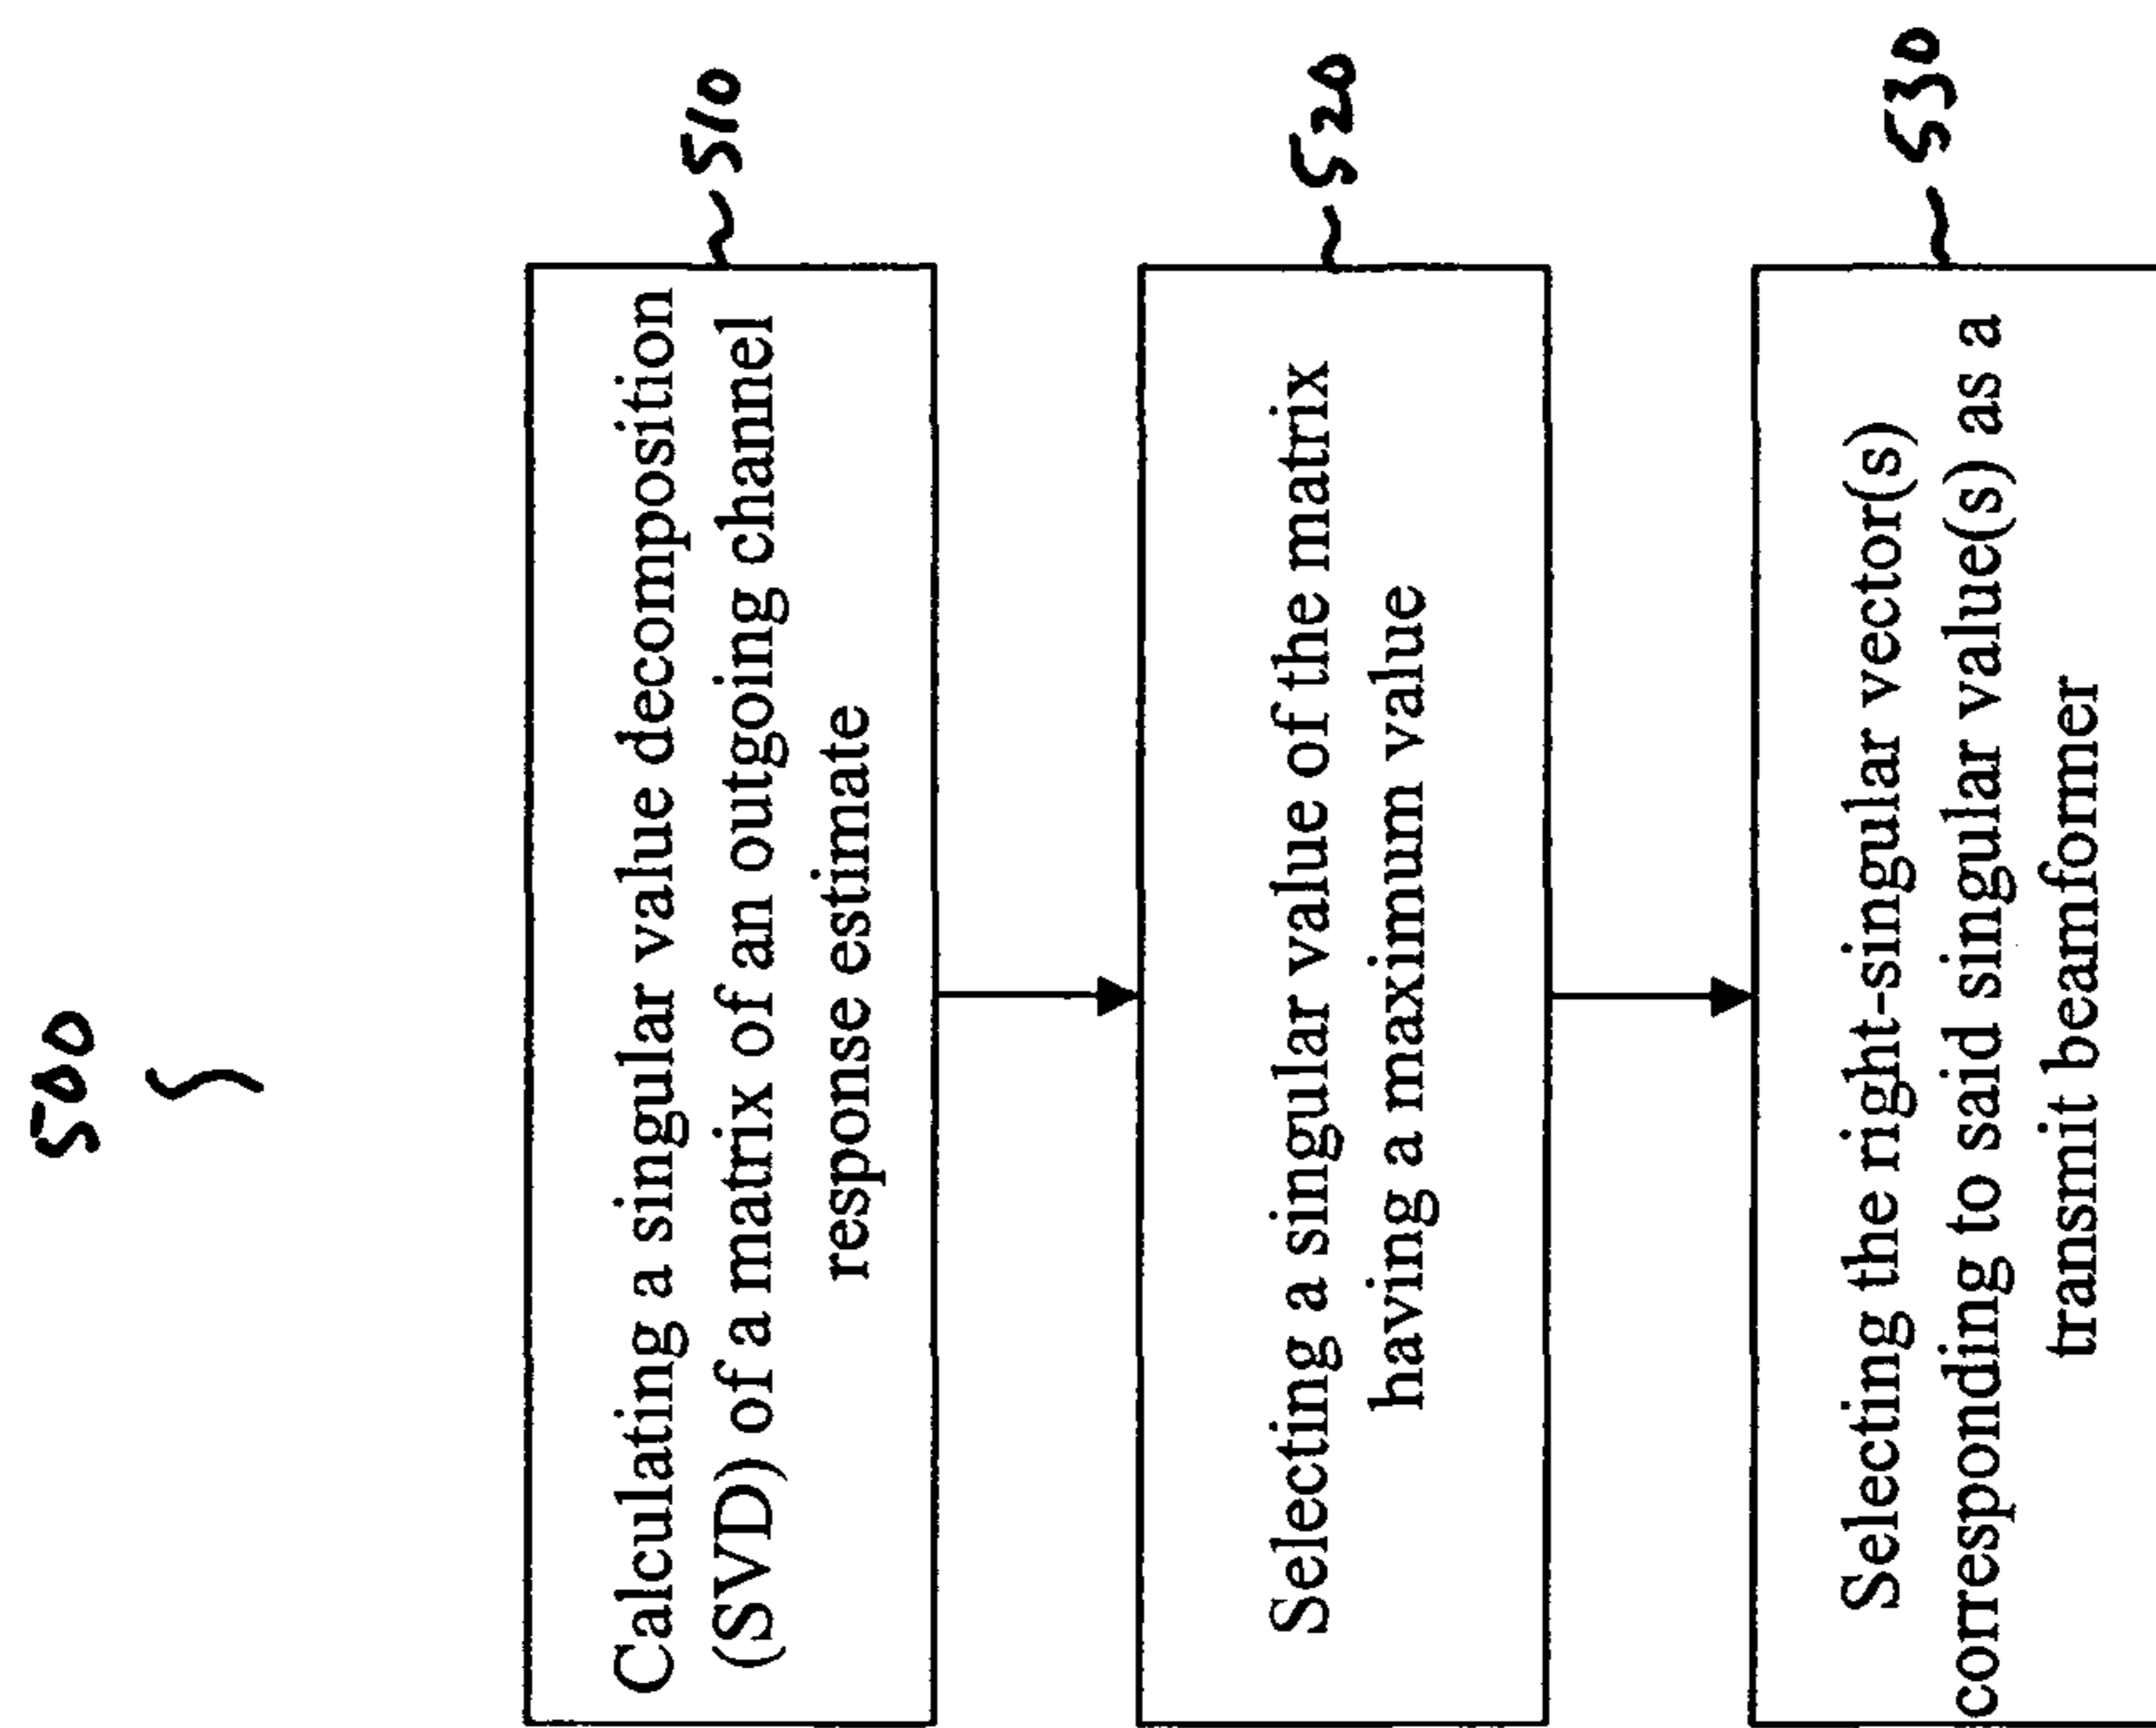 500
Calculating a singular value decomposition
(SVD) of a matrix of an outgoing channel
response estimate
510
Selecting a singular value of the matrix
having a maximum value
520
Selecting the right-singular vector(s)
corresponding to said singular value(s) as a
transmit beamformer
530